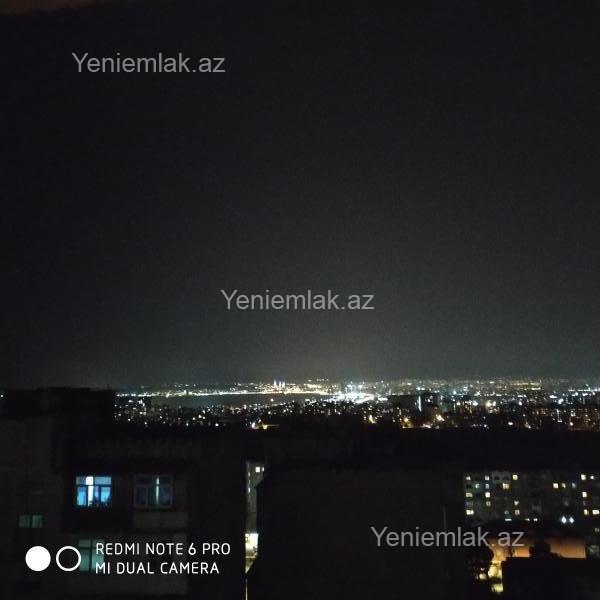 Yeniemlak.az
Yeniemlak.az
Yeniemlak.az
REDMI NOTE 6 PRO
MI DUAL CAMERA